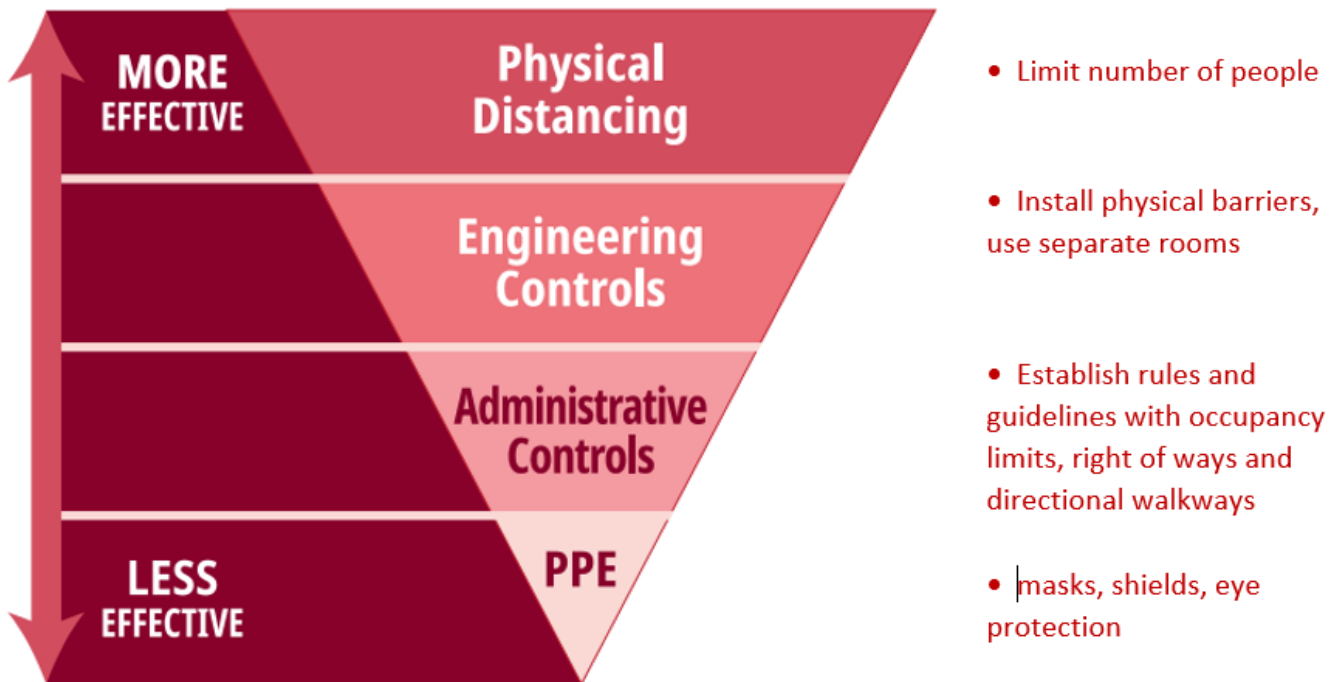 MORE
EFFECTIVE
Physical
Distancing
• Limit number of people
Engineering
Controls
• Install physical barriers,
use separate rooms
Administrative
Controls
• Establish rules and
guidelines with occupancy
limits, right of ways and
directional walkways
LESS
EFFECTIVE
PPE
• masks, shields, eye
protection